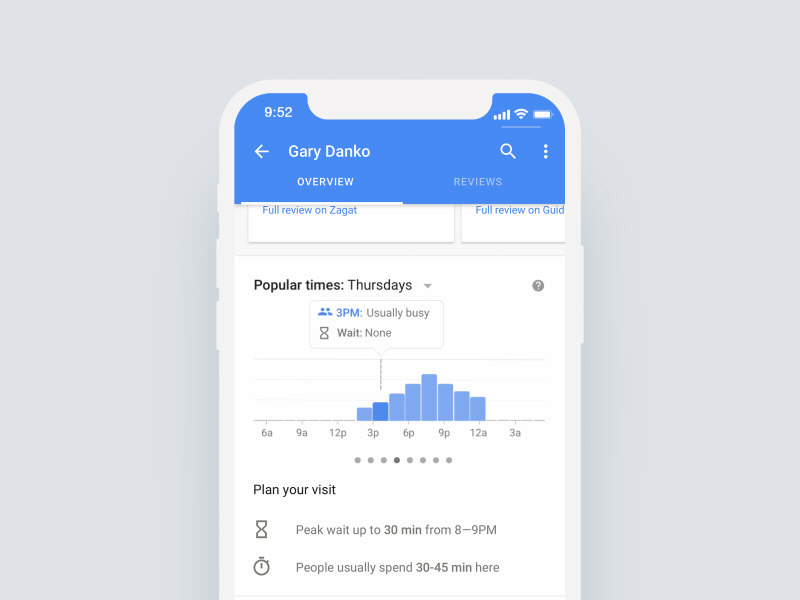 9:52
Gary Danko
OVERVIEW REVIEWS
Full review on Zagat Full review on Guid
Popular times: Thursdays ?
3PM: Usually busy
Wait: None
6a 9a 12p 3p 6p 9p 12a 3a
Plan your visit
Peak wait up to 30 min from 8—9PM
People usually spend 30-45 min here